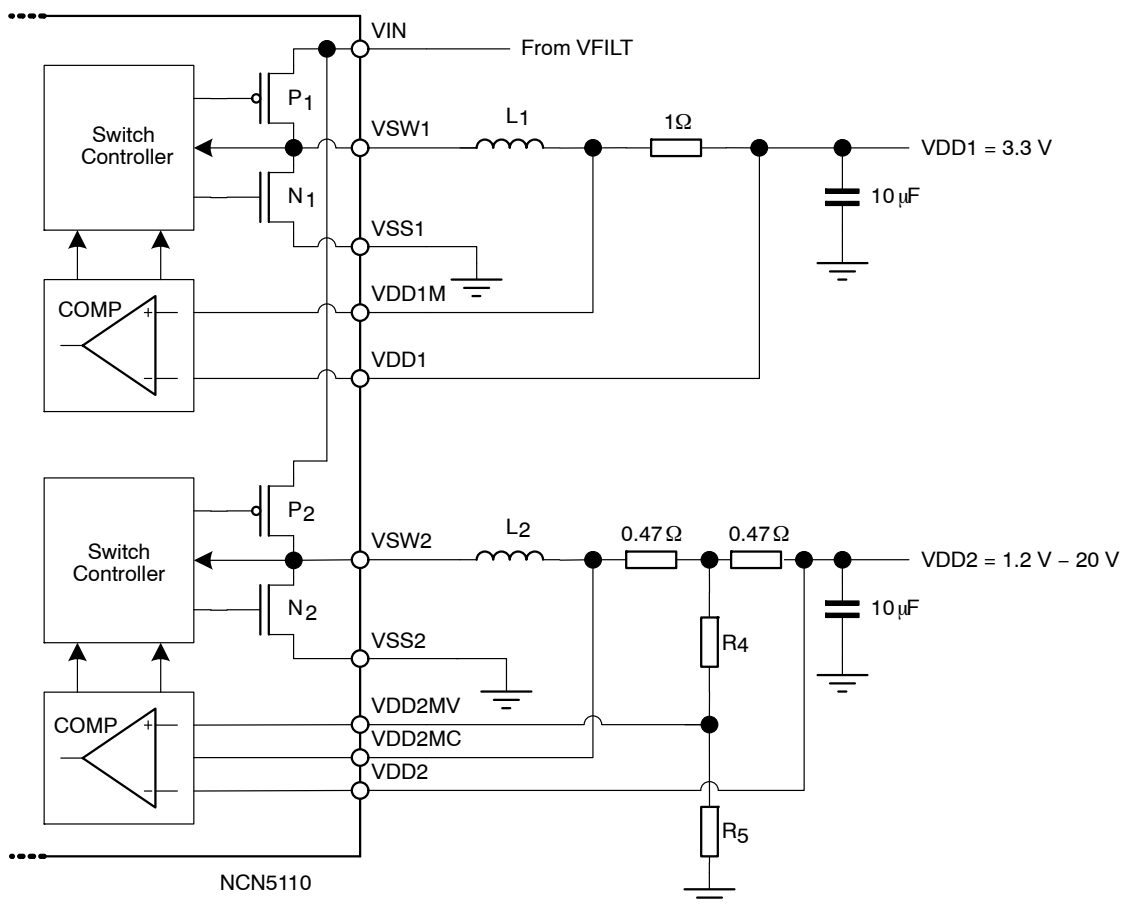 VIN
From VFILT
P1
Switch
Controller
VSW1
L1
1Ω
VDD1 = 3.3 V
N1
10 μF
VSS1
COMP
+
VDD1M
−
VDD1
P2
Switch
Controller
VSW2
L2
0.47 Ω
0.47 Ω
VDD2 = 1.2 V − 20 V
N2
10 μF
VSS2
R4
COMP
+
VDD2MV
VDD2MC
−
VDD2
R5
NCN5110